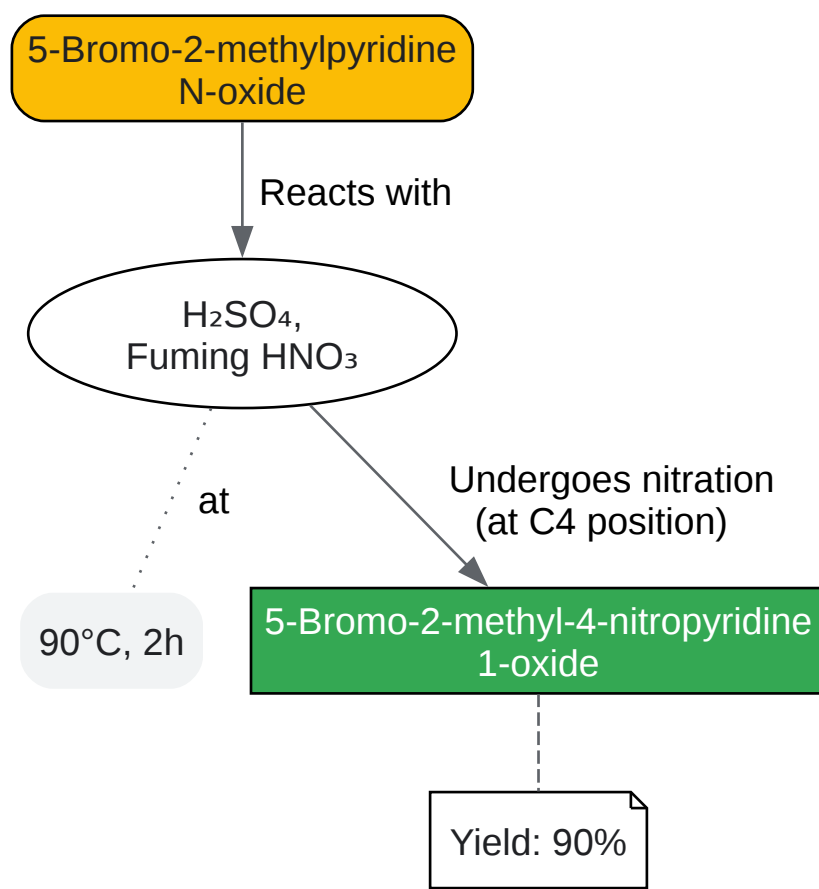 5-Bromo-2-methylpyridine
N-oxide
Reacts with
H₂SO₄,
Fuming HNO₃
at
Undergoes nitration
(at C4 position)
90°C, 2h
5-Bromo-2-methyl-4-nitropyridine
1-oxide
Yield: 90%